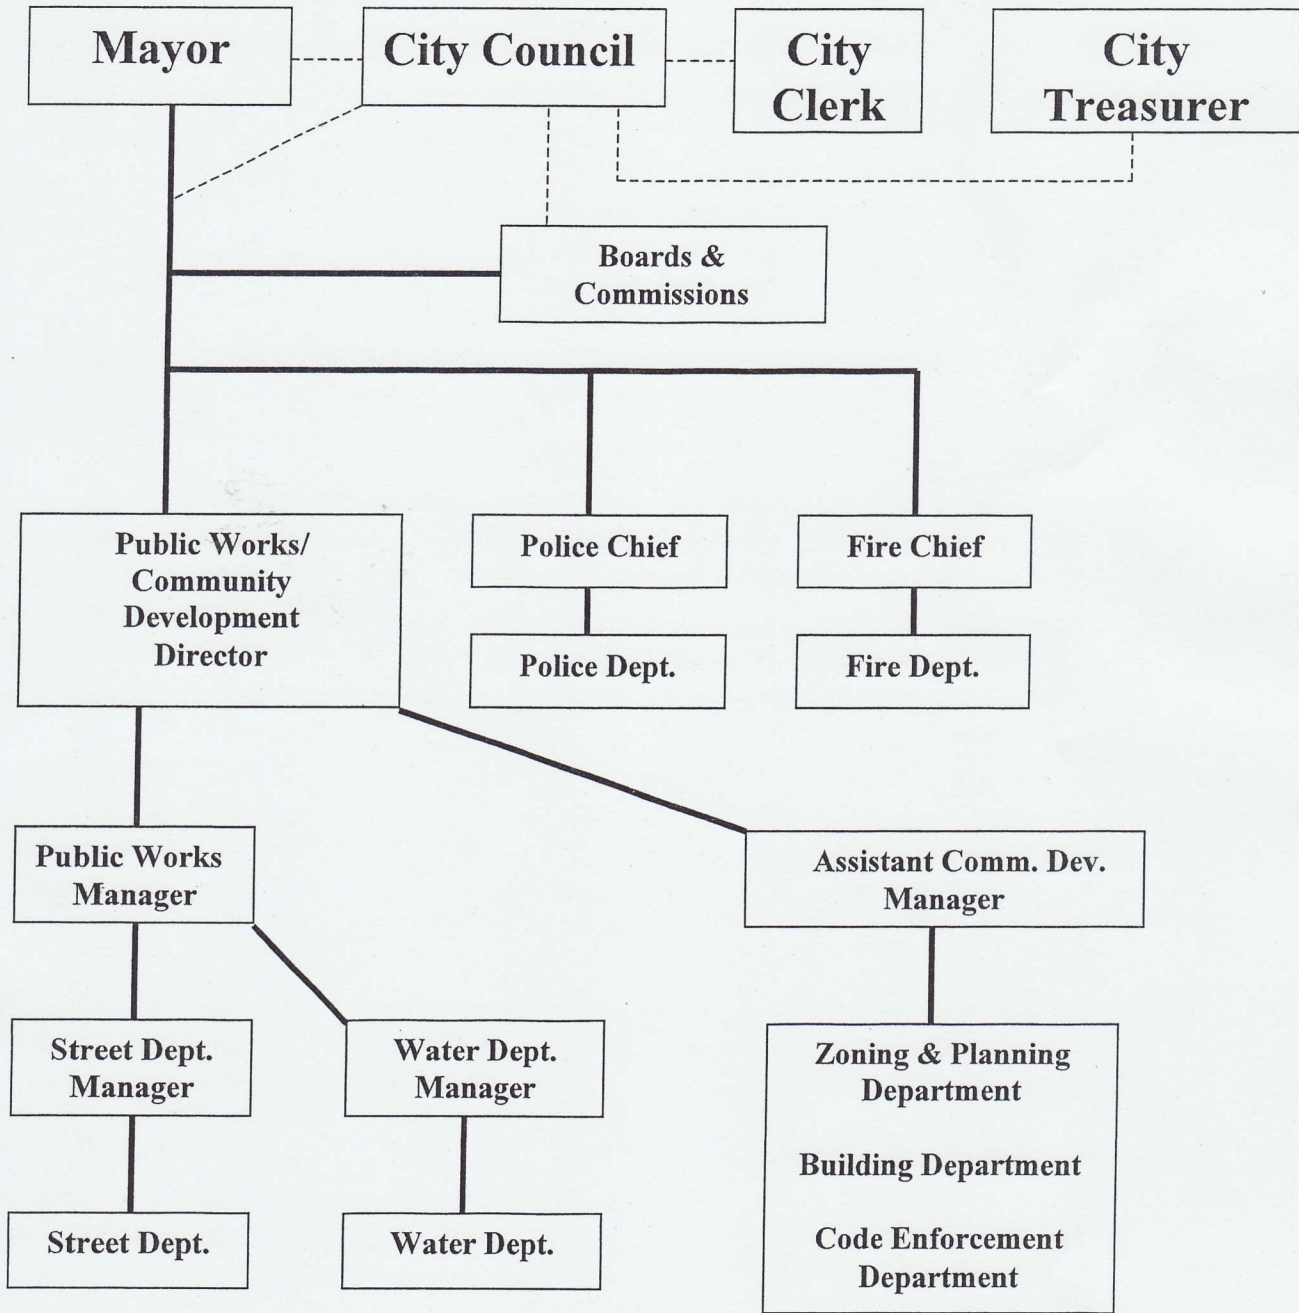 Mayor
City Council
City
Clerk
City
Treasurer
Boards &
Commissions
Public Works/
Community
Development
Director
Police Chief
Fire Chief
Police Dept.
Fire Dept.
Public Works
Manager
Assistant Comm. Dev.
Manager
Street Dept.
Manager
Water Dept.
Manager
Zoning & Planning
Department
Building Department
Code Enforcement
Department
Street Dept.
Water Dept.